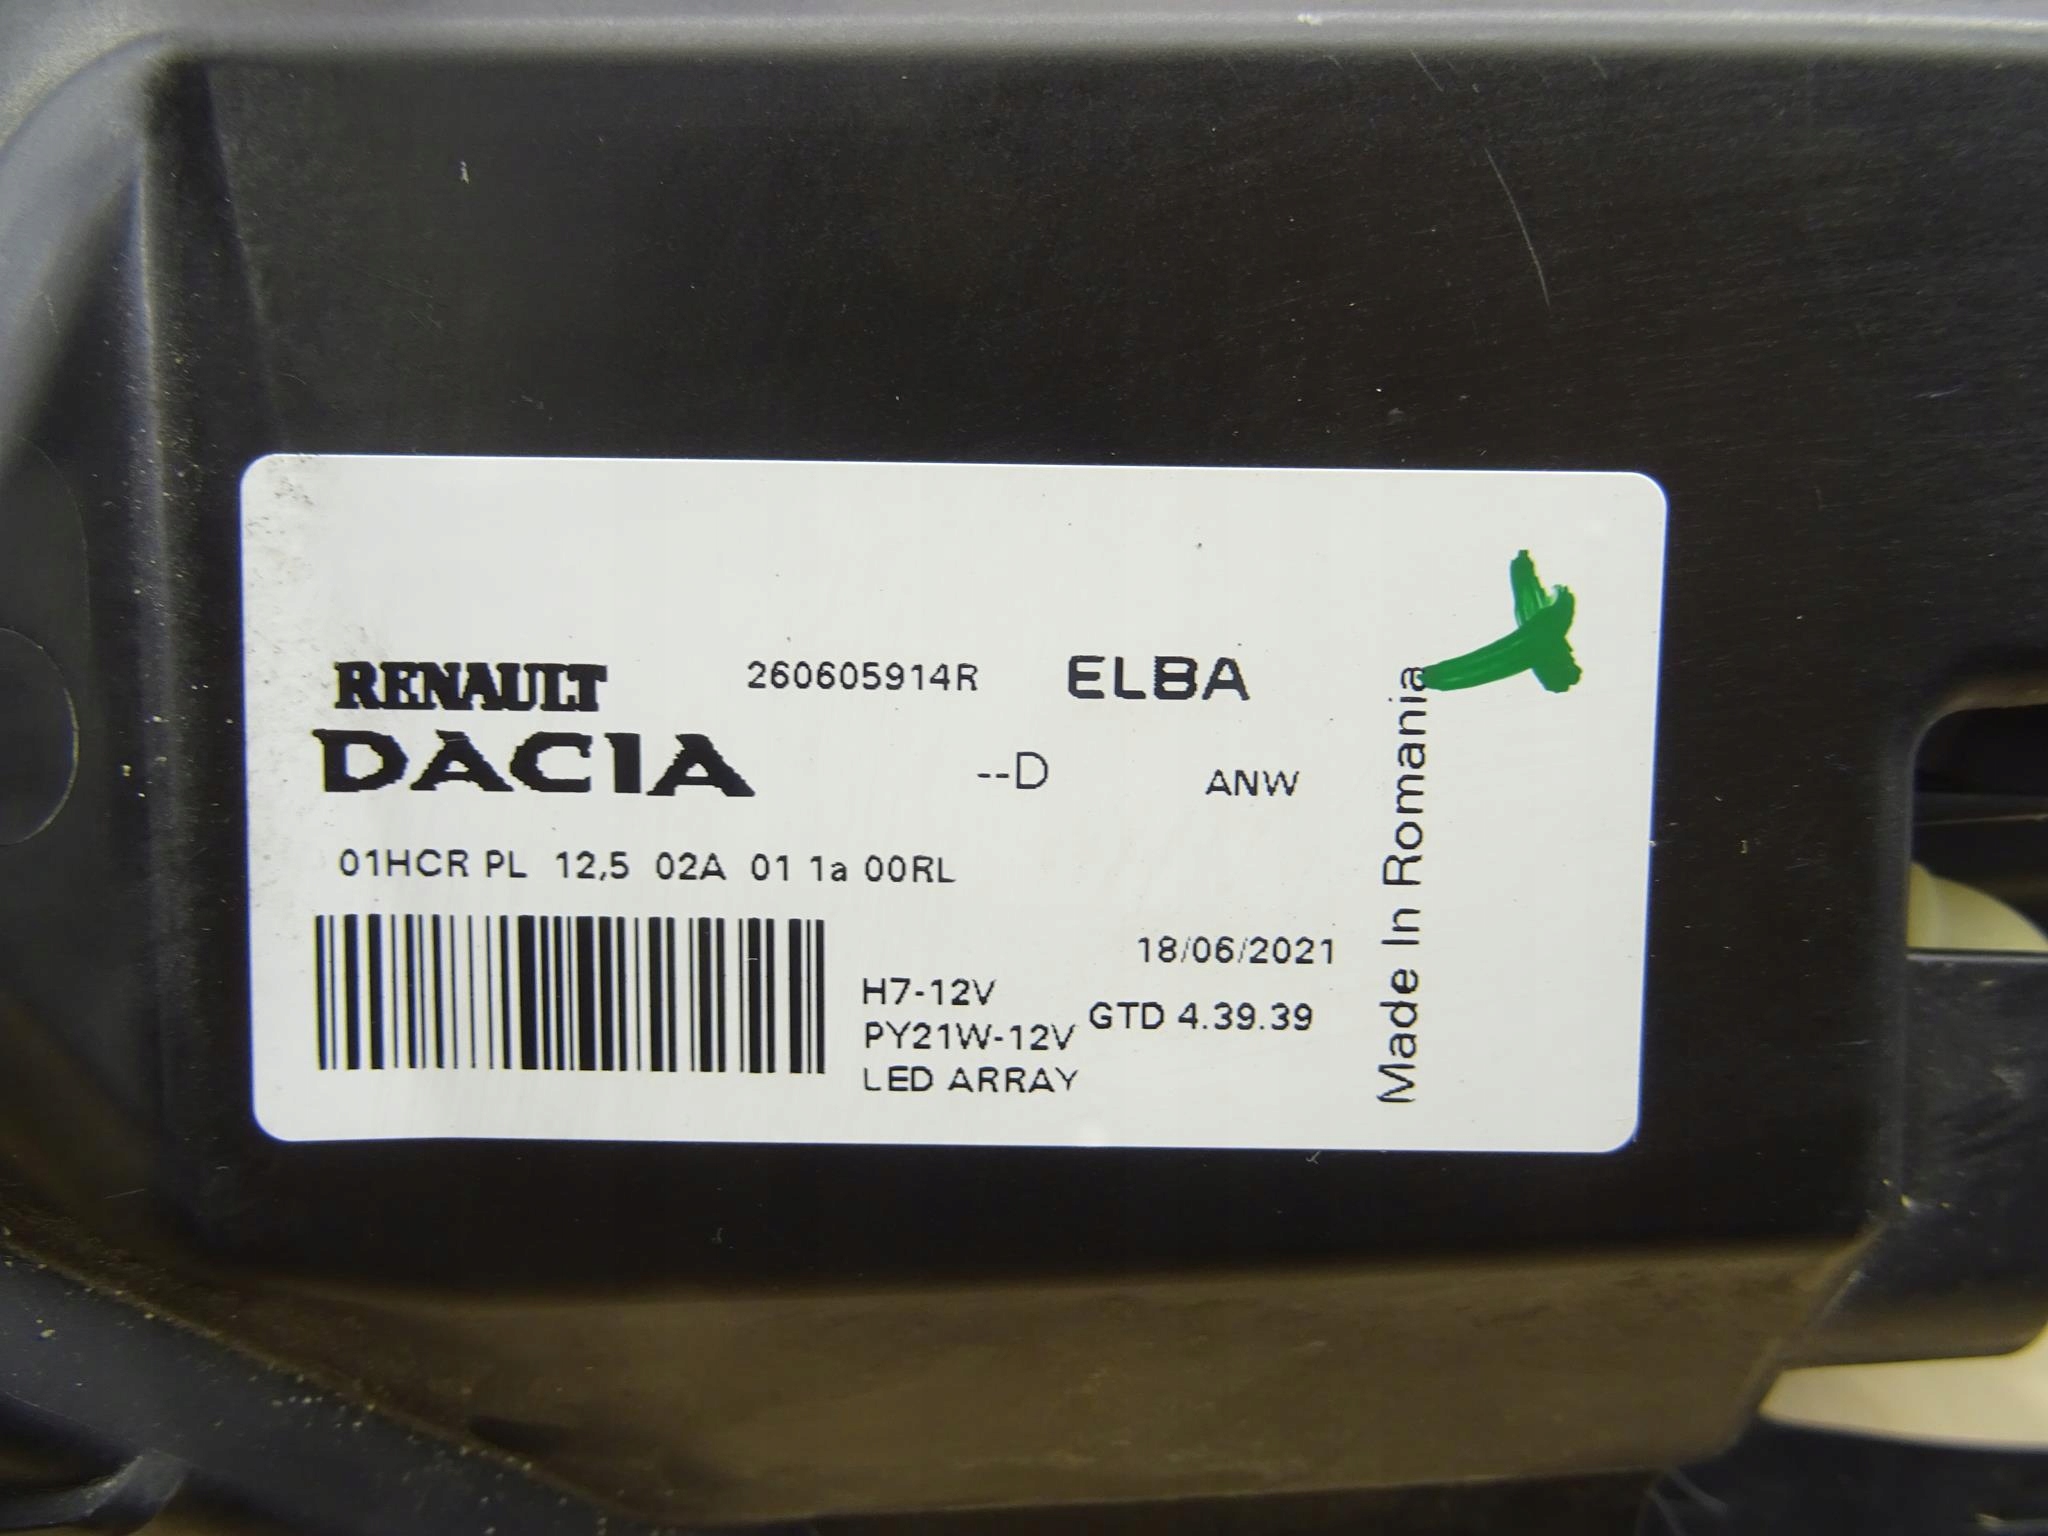 RENAULT 260605914R ELBA
DACIA --D ANW
01HCR PL 12,5 02A 01 1a 00RL
18/06/2021
H7-12V
PY21W-12V GTD 4.39.39
LED ARRAY
Made In Romania